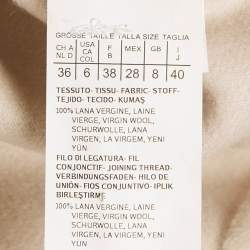 GRÖSSE TAILLE TALLA SIZE TAGLIA
CH A NL D USA CA COL F MEX GB I J
36 6 38 28 8 40
TESSUTO- TISSU- FABRIC- STOFF-
TEJIDO- TECIDO- KUMAŞ
100% LANA VERGINE, LAINE
VIERGE, VIRGIN WOOL,
SCHURWOLLE, LANA
VIRGEN, LA VIRGEM, YENI
YÜN
FILO DI LEGATURA- FIL
CONJONCTIF- JOINING THREAD-
VERBINDUNGSFADEN- HILO DE
UNIÓN- FIOS CONJUNTIVO- IPLIK
BIRLEŞTIRM
100% LANA VERGINE, LAINE
VIERGE, VIRGIN WOOL,
SCHURWOLLE, LANA
VIRGEN, LA VIRGEM, YENI
YÜN